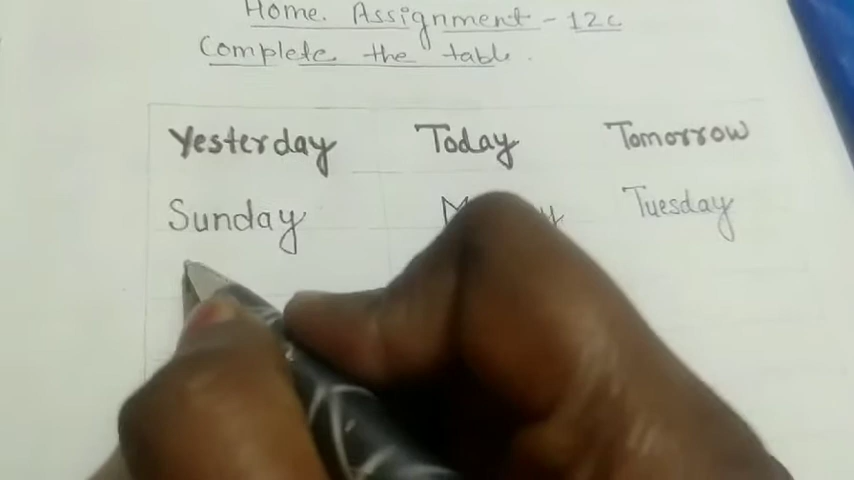 Home. Assignment - 12c
Complete the table.
Yesterday Today Tomorrow
Sunday Tuesday